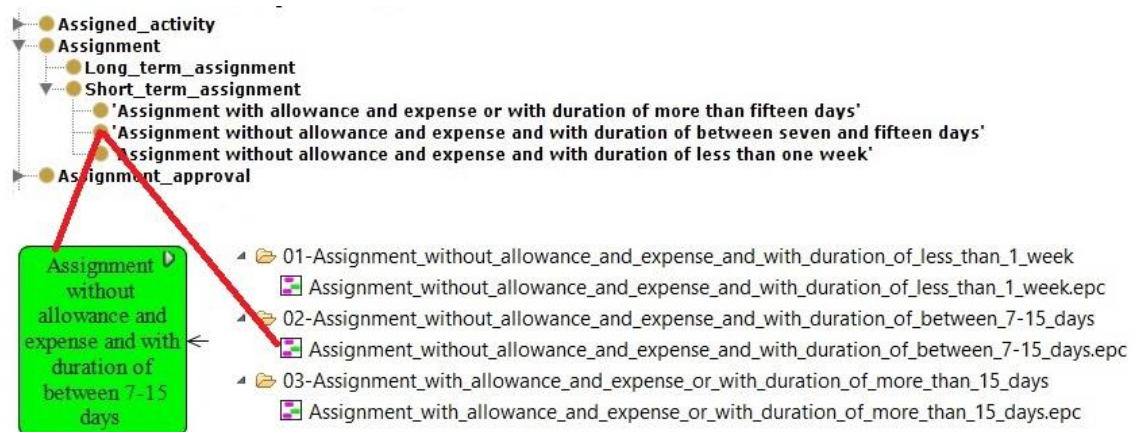 Assigned_activity
Assignment
Long_term_assignment
Short_term_assignment
'Assignment with allowance and expense or with duration of more than fifteen days'
'Assignment without allowance and expense and with duration of between seven and fifteen days'
'Assignment without allowance and expense and with duration of less than one week'
Assignment_approval
Assignment
without
allowance and
expense and with
duration of
between 7-15
days
01-Assignment_without_allowance_and_expense_and_with_duration_of_less_than_1_week
Assignment_without_allowance_and_expense_and_with_duration_of_less_than_1_week.epc
02-Assignment_without_allowance_and_expense_and_with_duration_of_between_7-15_days
Assignment_without_allowance_and_expense_and_with_duration_of_between_7-15_days.epc
03-Assignment_with_allowance_and_expense_or_with_duration_of_more_than_15_days
Assignment_with_allowance_and_expense_or_with_duration_of_more_than_15_days.epc